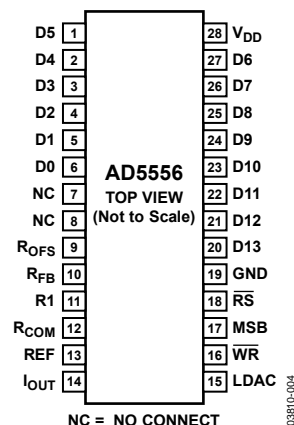 D5 1 28 VDD
D4 2 27 D6
D3 3 26 D7
D2 4 25 D8
D1 5 24 D9
D0 6 23 D10
NC 7 22 D11
NC 8 21 D12
ROFS 9 20 D13
RFB 10 19 GND
R1 11 18 RS
RCOM 12 17 MSB
REF 13 16 WR
IOUT 14 15 LDAC
AD5556
TOP VIEW
(Not to Scale)
NC = NO CONNECT
03810-004